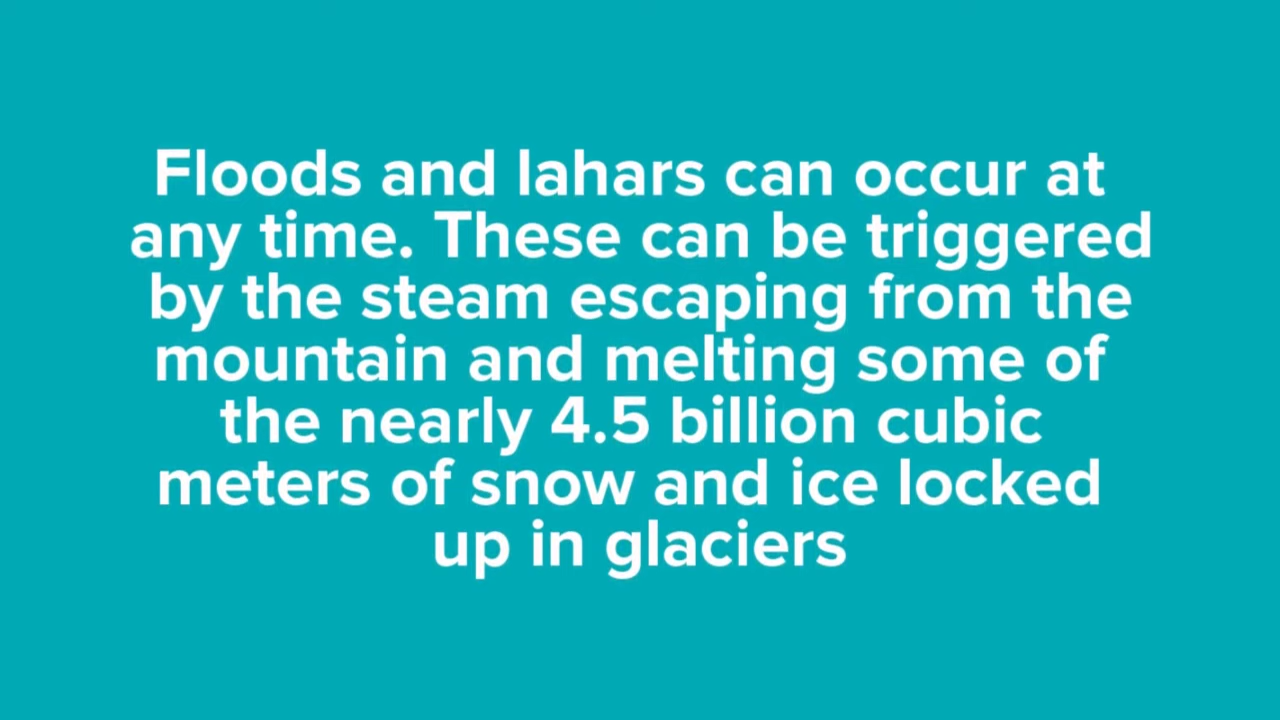 Floods and lahars can occur at
any time. These can be triggered
by the steam escaping from the
mountain and melting some of
the nearly 4.5 billion cubic
meters of snow and ice locked
up in glaciers